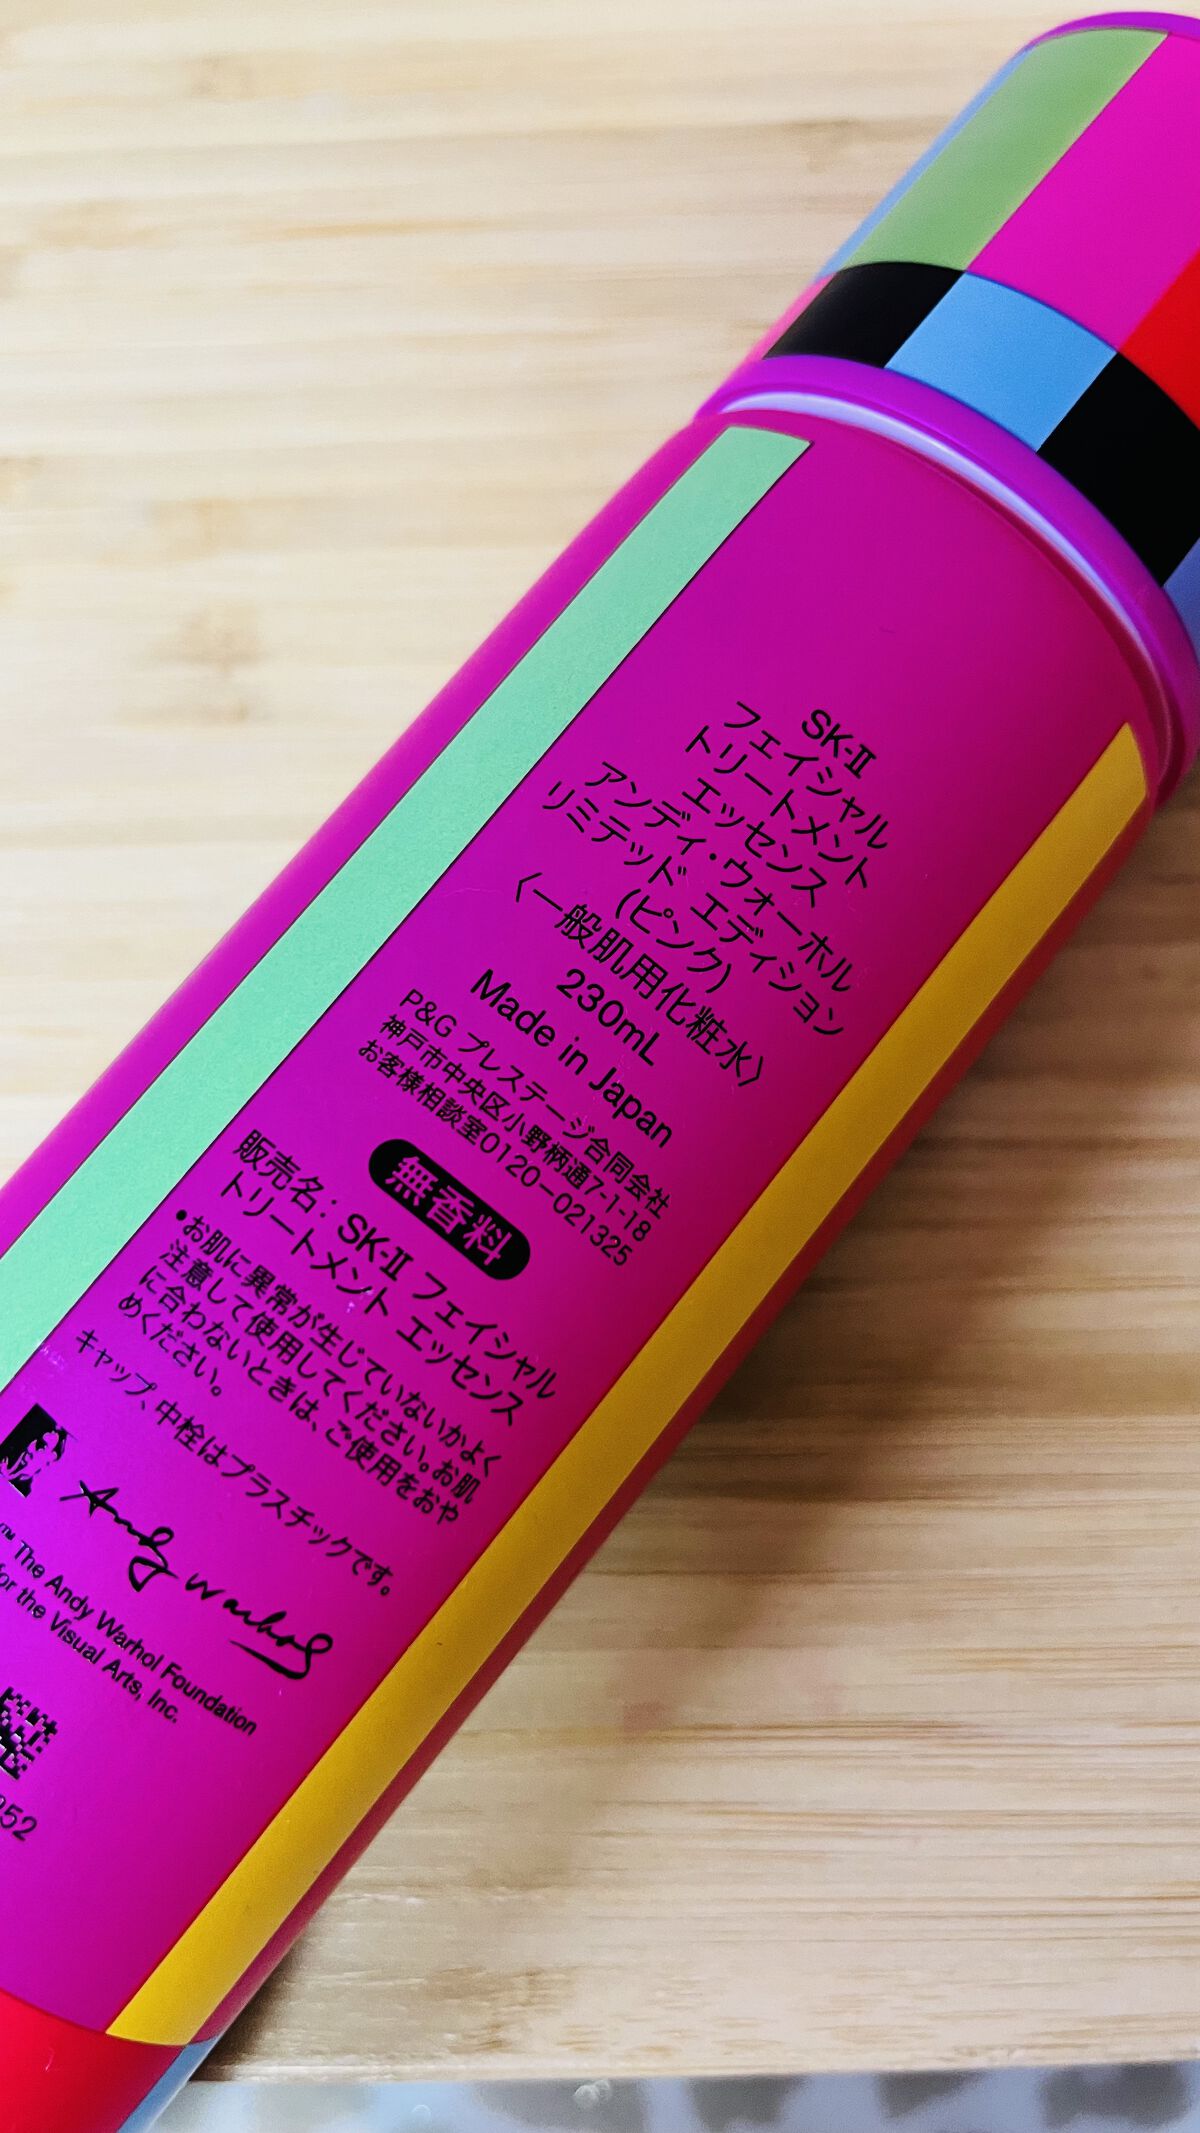 SK-II
フェイシャル
トリートメント
エッセンス
アンディ・ウォーホル
リミテッド エディション
(ピンク)
〈一般肌用化粧水〉
230mL
Made in Japan
P&G プレステージ合同会社
神戸市中央区小野柄通7-1-18
お客様相談室0120-021325
無香料
販売名: SK-II フェイシャル
トリートメント エッセンス
•お肌に異常が生じていないかよく
注意して使用してください。お肌
に合わないときは、ご使用をおや
めください。
キャップ、中栓はプラスチックです。
Andy Warhol
™ The Andy Warhol Foundation
for the Visual Arts, Inc.